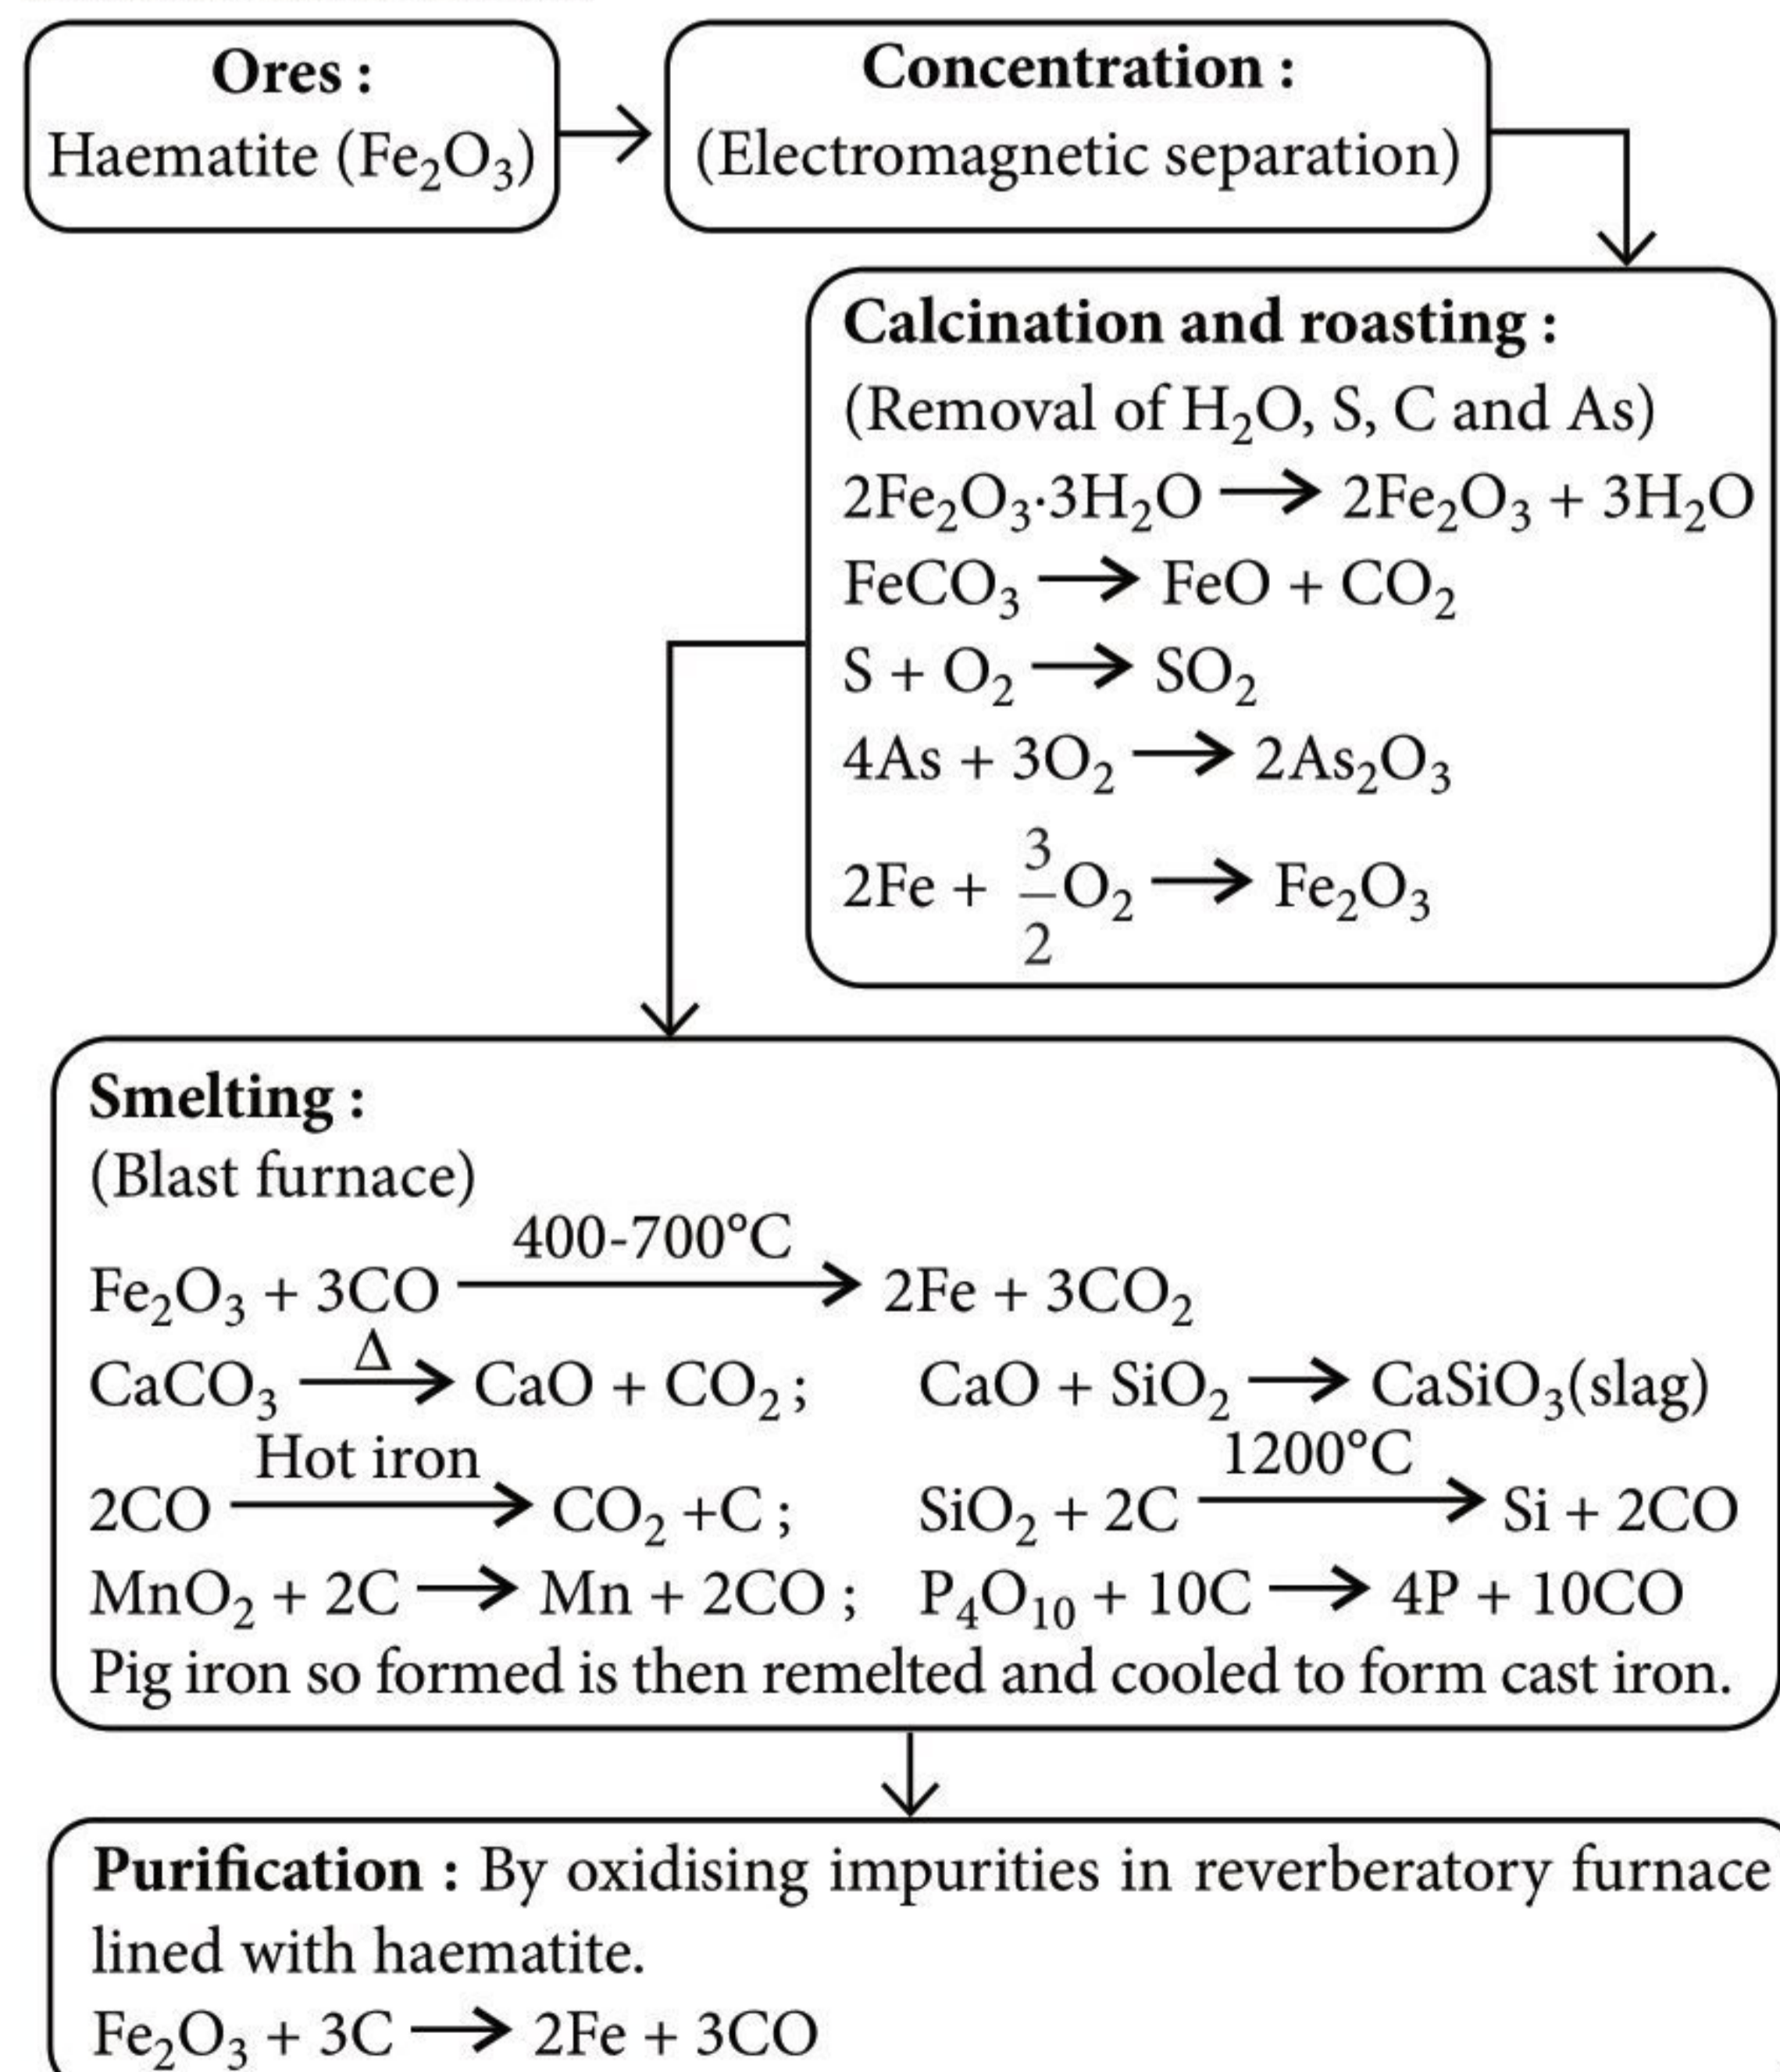 Ores :
Haematite (Fe₂O₃)
Concentration :
(Electromagnetic separation)
Calcination and roasting :
(Removal of H₂O, S, C and As)
2Fe₂O₃·3H₂O ⟶ 2Fe₂O₃ + 3H₂O
FeCO₃ ⟶ FeO + CO₂
S + O₂ ⟶ SO₂
4As + 3O₂ ⟶ 2As₂O₃
2Fe + 3/2 O₂ ⟶ Fe₂O₃
Smelting :
(Blast furnace)
400-700°C
Fe₂O₃ + 3CO ⟶ 2Fe + 3CO₂
Δ
CaCO₃ ⟶ CaO + CO₂ ; CaO + SiO₂ ⟶ CaSiO₃(slag)
Hot iron 1200°C
2CO ⟶ CO₂ +C ; SiO₂ + 2C ⟶ Si + 2CO
MnO₂ + 2C ⟶ Mn + 2CO ; P₄O₁₀ + 10C ⟶ 4P + 10CO
Pig iron so formed is then remelted and cooled to form cast iron.
Purification : By oxidising impurities in reverberatory furnace
lined with haematite.
Fe₂O₃ + 3C ⟶ 2Fe + 3CO